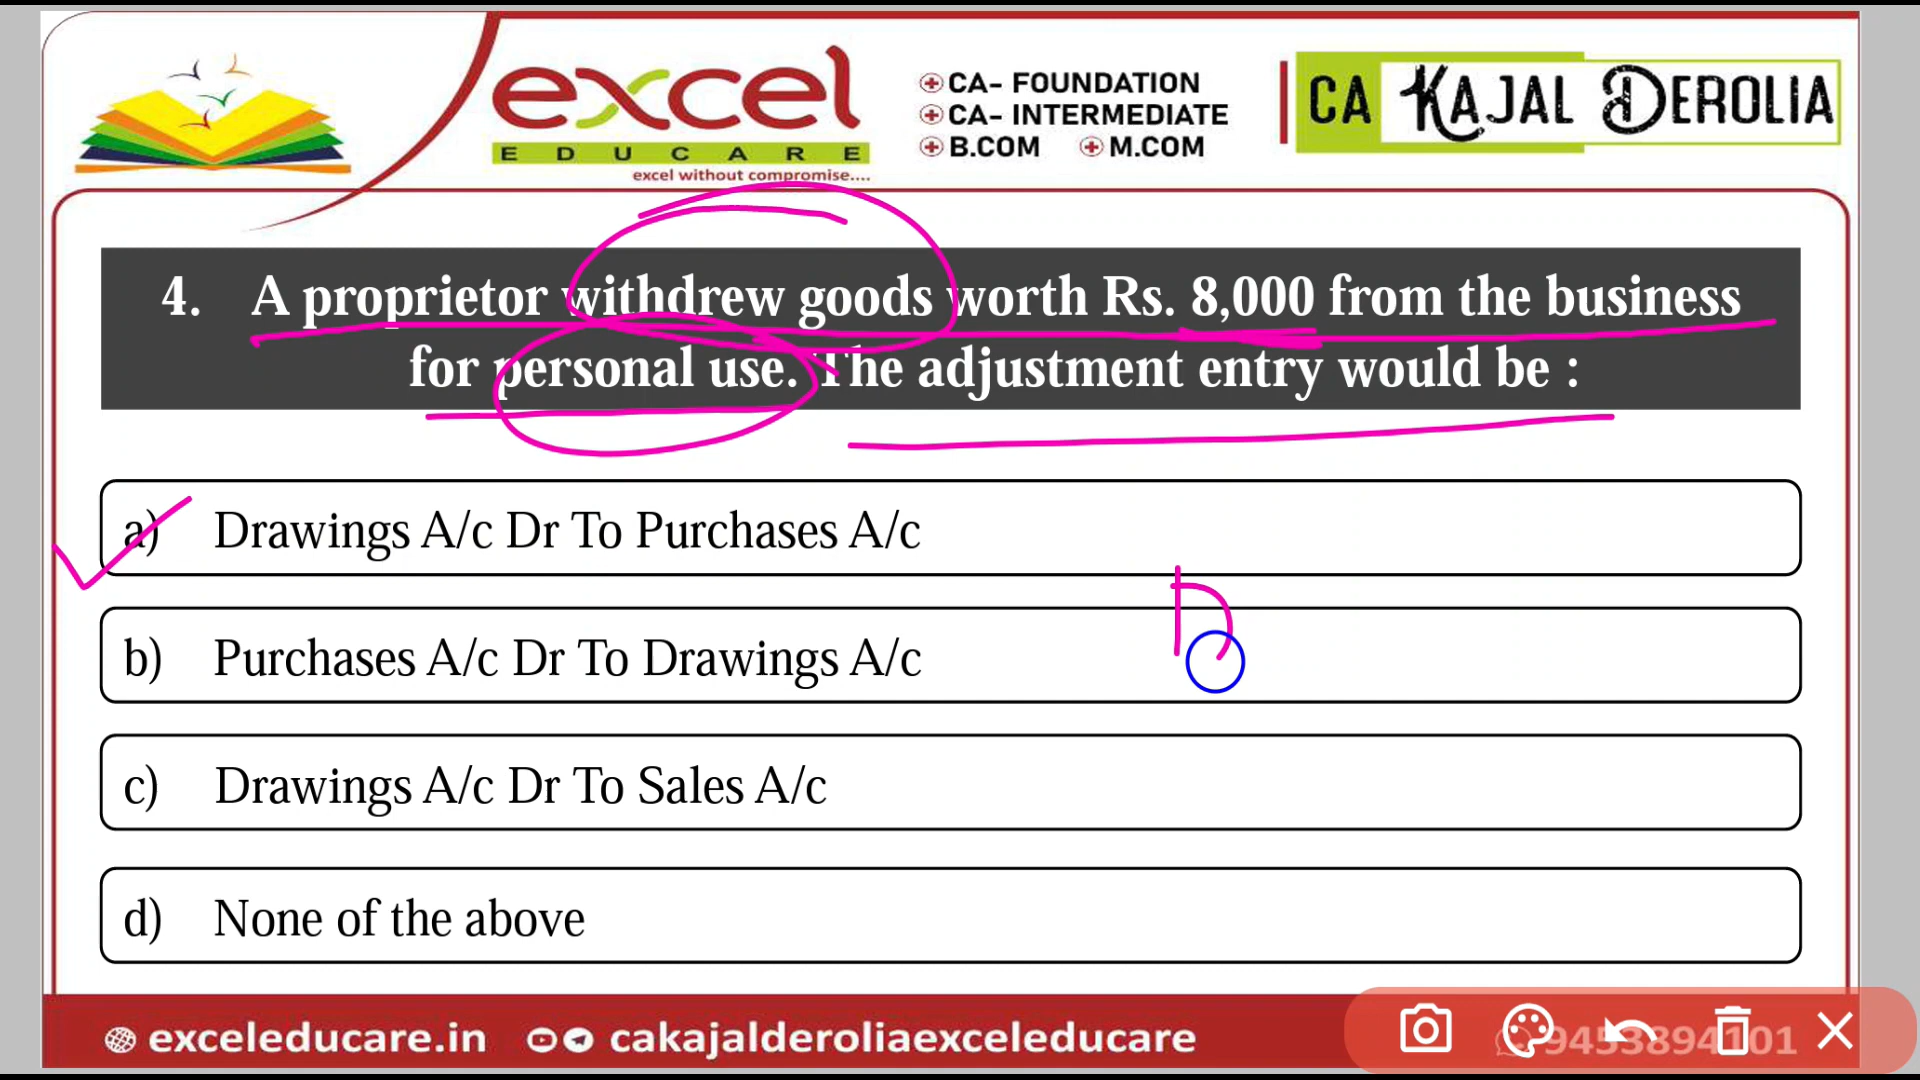 excel
EDUCARE
excel without compromise....
CA- FOUNDATION
CA- INTERMEDIATE
B.COM M.COM
CA KAJAL DEROLIA
4. A proprietor withdrew goods worth Rs. 8,000 from the business
for personal use. The adjustment entry would be :
a) Drawings A/c Dr To Purchases A/c
D
b) Purchases A/c Dr To Drawings A/c
c) Drawings A/c Dr To Sales A/c
d) None of the above
exceleducare.in cakajalderoliaexceleducare 9453894101